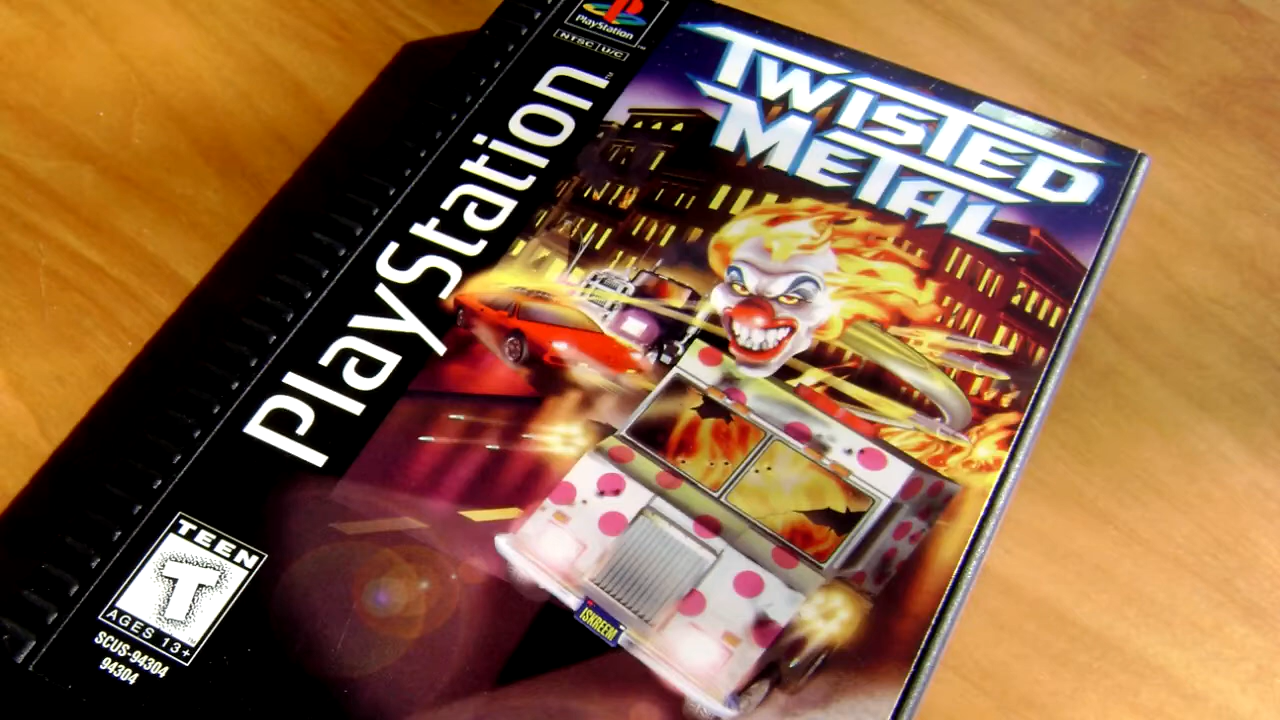 PlayStation
NTSC U/C
PlayStation
TWISTED
METAL
ISKREEM
TEEN
T
AGES 13+
SCUS-94304
94304